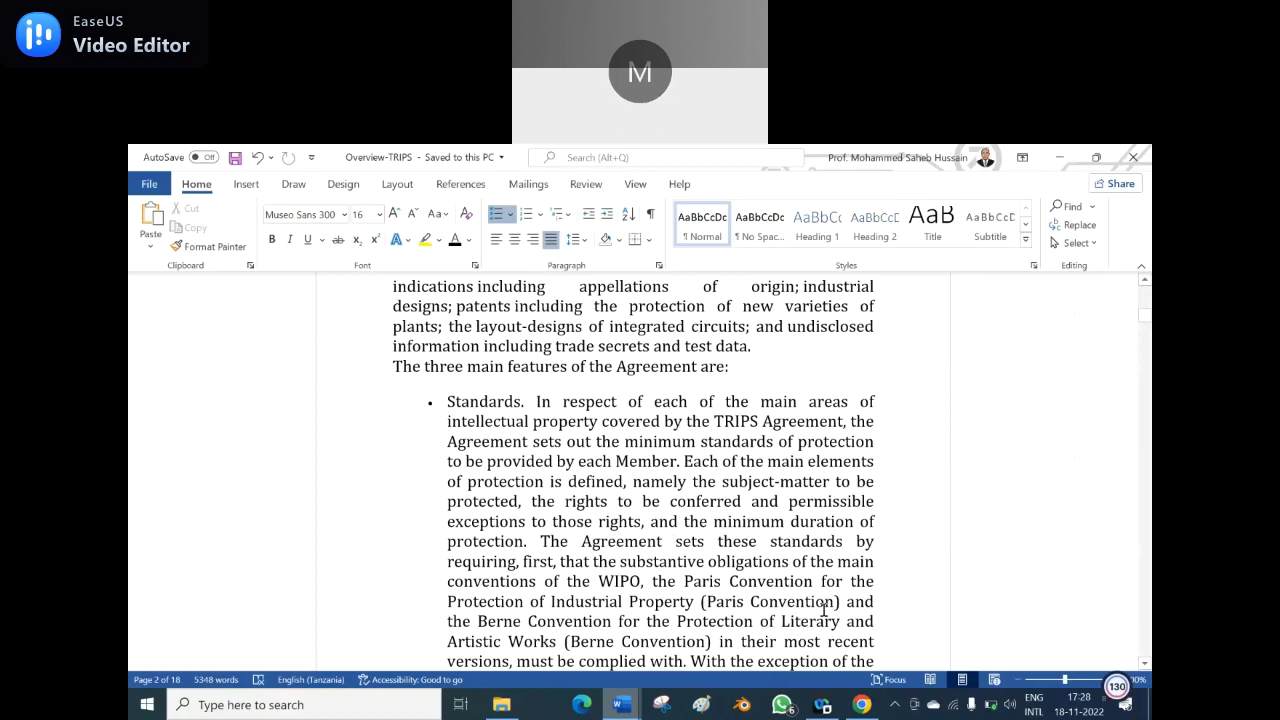 EaseUS
Video Editor
M
AutoSave Off Overview-TRIPS - Saved to this PC Search (Alt+Q) Prof. Mohammed Saheb Hussain
File Home Insert Draw Design Layout References Mailings Review View Help Share
Paste Cut Copy Format Painter
Museo Sans 300 16
AaBbCcDc ¶ Normal
AaBbCcDc ¶ No Spac...
AaBbCc Heading 1
AaBbCcD Heading 2
AaB Title
AaBbCcD Subtitle
Find
Replace
Select
Clipboard Font Paragraph Styles Editing
indications including appellations of origin; industrial
designs; patents including the protection of new varieties of
plants; the layout-designs of integrated circuits; and undisclosed
information including trade secrets and test data.
The three main features of the Agreement are:
• Standards. In respect of each of the main areas of
intellectual property covered by the TRIPS Agreement, the
Agreement sets out the minimum standards of protection
to be provided by each Member. Each of the main elements
of protection is defined, namely the subject-matter to be
protected, the rights to be conferred and permissible
exceptions to those rights, and the minimum duration of
protection. The Agreement sets these standards by
requiring, first, that the substantive obligations of the main
conventions of the WIPO, the Paris Convention for the
Protection of Industrial Property (Paris Convention) and
the Berne Convention for the Protection of Literary and
Artistic Works (Berne Convention) in their most recent
versions, must be complied with. With the exception of the
Page 2 of 18 5348 words English (Tanzania) Accessibility: Good to go Focus 130
Type here to search
ENG 17:28
INTL 18-11-2022